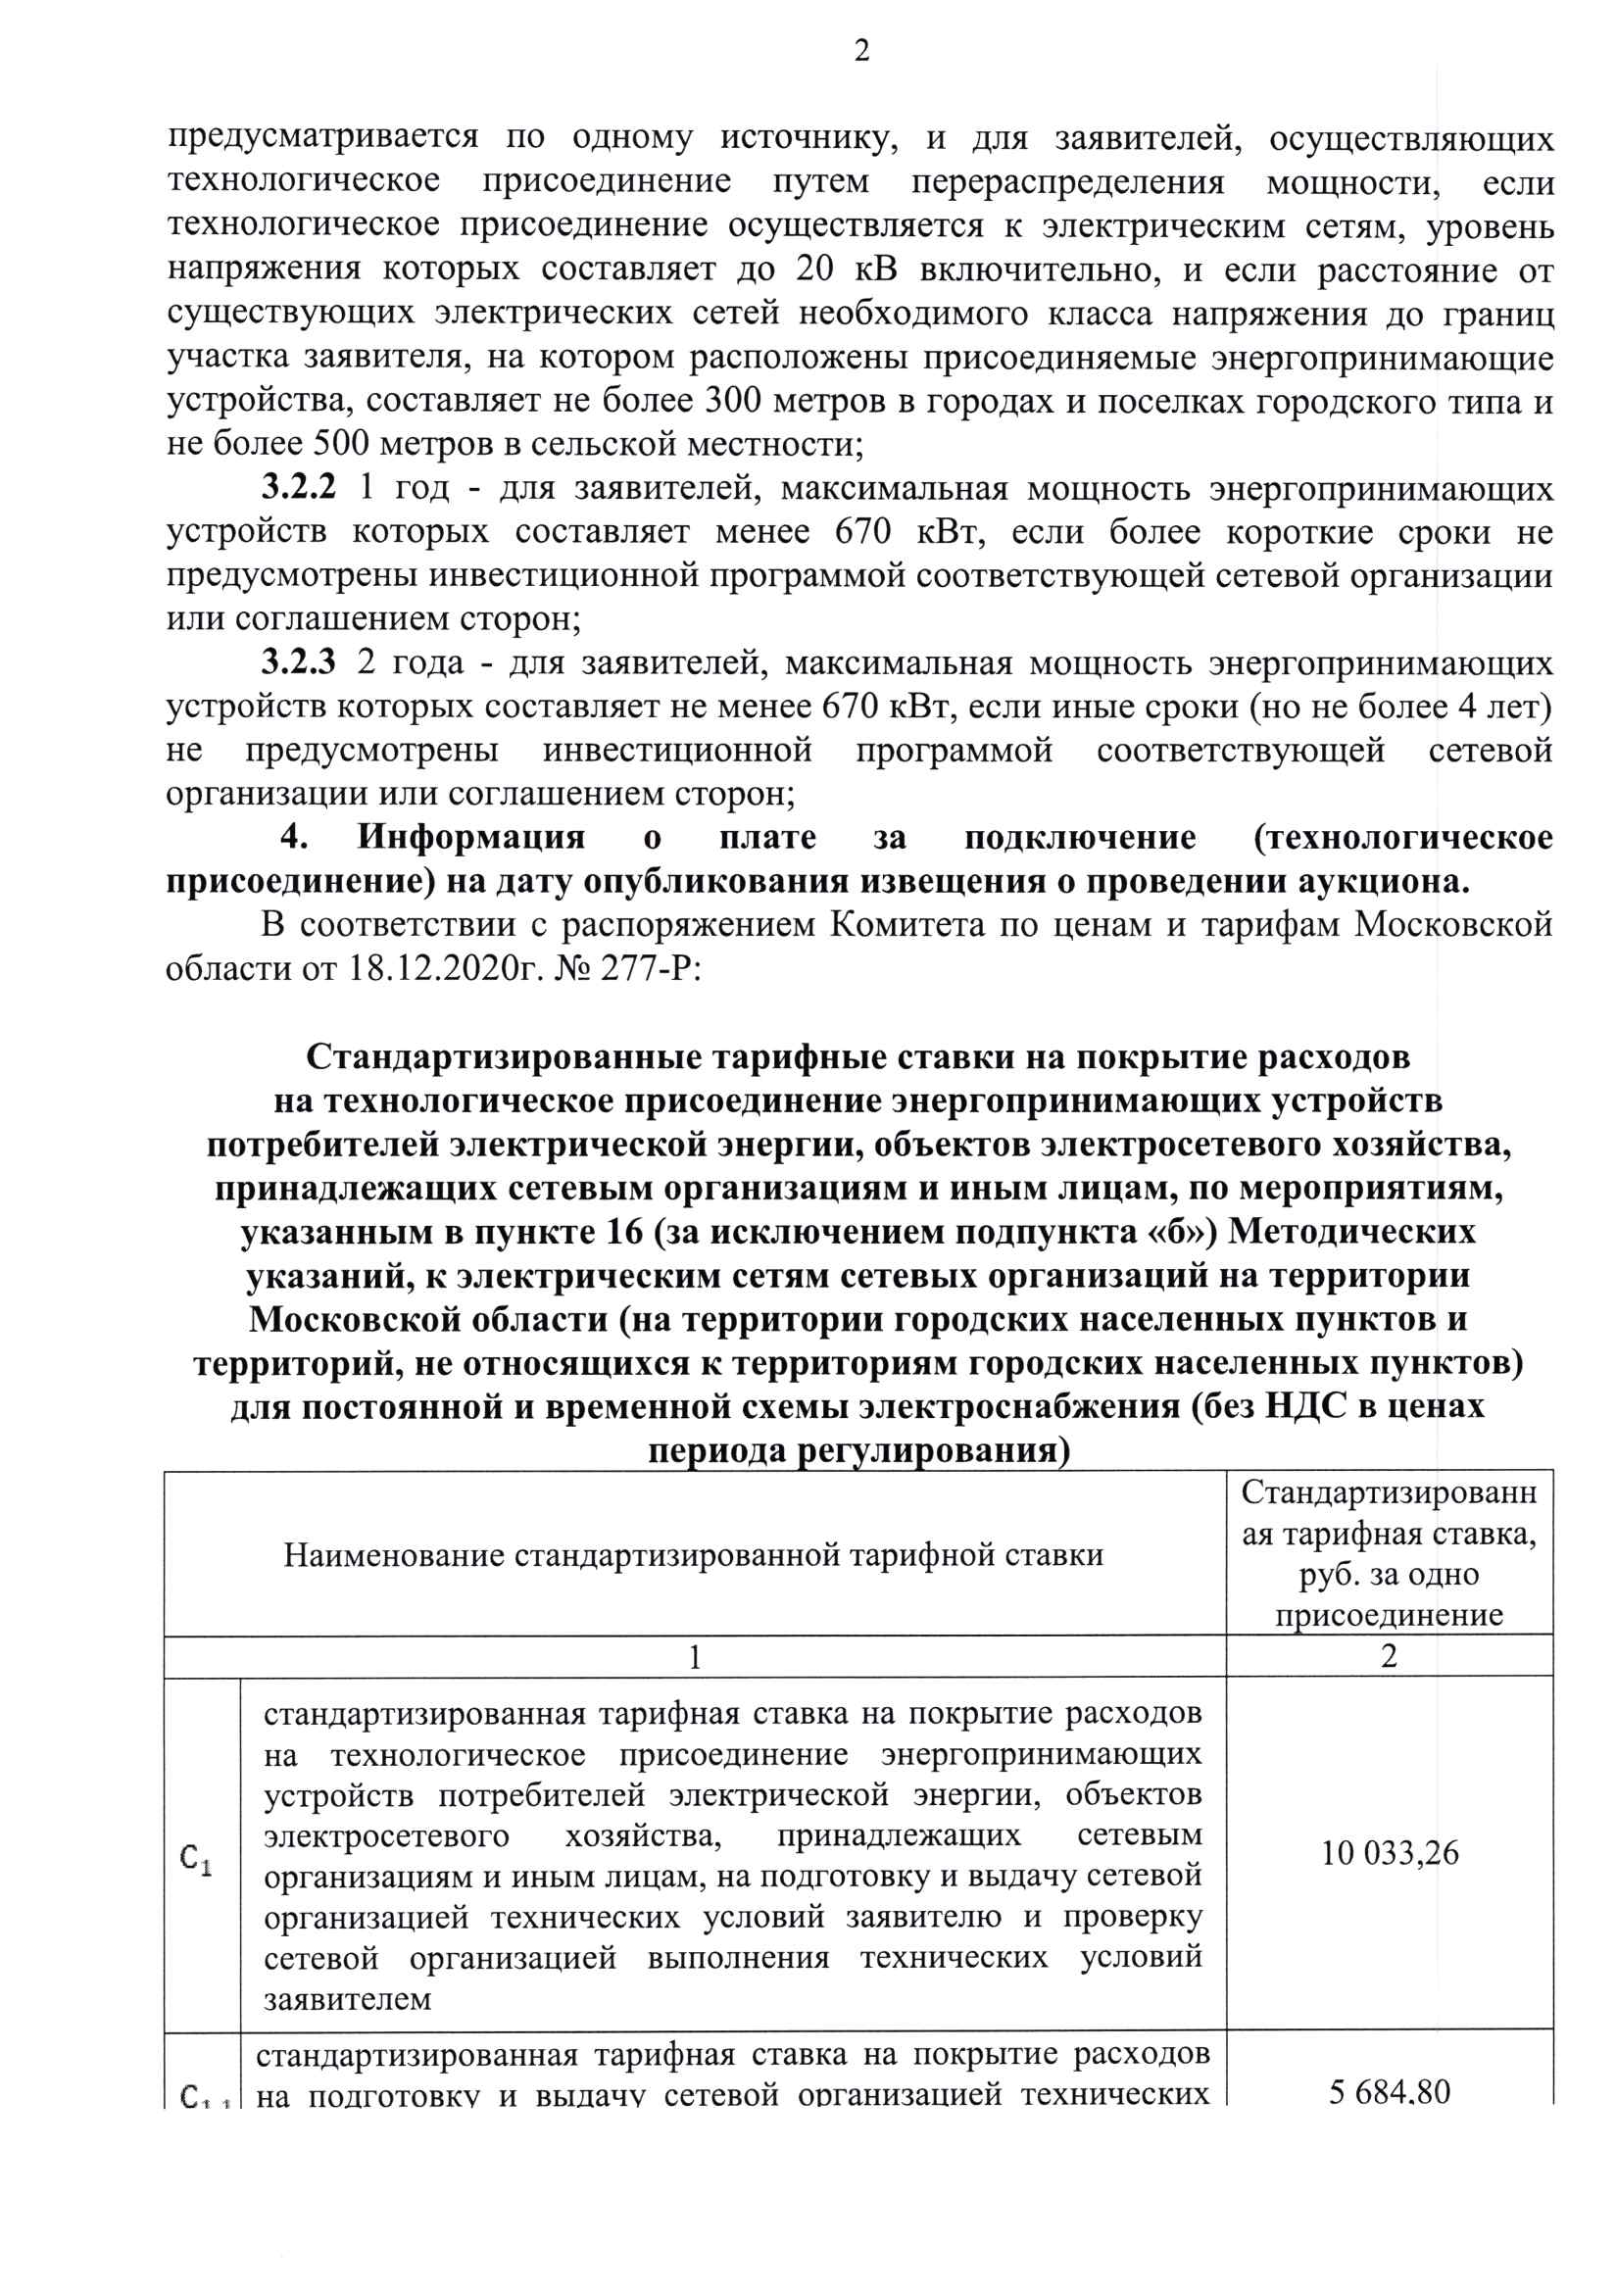 2
предусматривается по одному источнику, и для заявителей, осуществляющих
технологическое присоединение путем перераспределения мощности, если
технологическое присоединение осуществляется к электрическим сетям, уровень
напряжения которых составляет до 20 кВ включительно, и если расстояние от
существующих электрических сетей необходимого класса напряжения до границ
участка заявителя, на котором расположены присоединяемые энергопринимающие
устройства, составляет не более 300 метров в городах и поселках городского типа и
не более 500 метров в сельской местности;
3.2.2 1 год - для заявителей, максимальная мощность энергопринимающих
устройств которых составляет менее 670 кВт, если более короткие сроки не
предусмотрены инвестиционной программой соответствующей сетевой организации
или соглашением сторон;
3.2.3 2 года - для заявителей, максимальная мощность энергопринимающих
устройств которых составляет не менее 670 кВт, если иные сроки (но не более 4 лет)
не предусмотрены инвестиционной программой соответствующей сетевой
организации или соглашением сторон;
4. Информация о плате за подключение (технологическое
присоединение) на дату опубликования извещения о проведении аукциона.
В соответствии с распоряжением Комитета по ценам и тарифам Московской
области от 18.12.2020г. № 277-Р:
Стандартизированные тарифные ставки на покрытие расходов
на технологическое присоединение энергопринимающих устройств
потребителей электрической энергии, объектов электросетевого хозяйства,
принадлежащих сетевым организациям и иным лицам, по мероприятиям,
указанным в пункте 16 (за исключением подпункта «б») Методических
указаний, к электрическим сетям сетевых организаций на территории
Московской области (на территории городских населенных пунктов и
территорий, не относящихся к территориям городских населенных пунктов)
для постоянной и временной схемы электроснабжения (без НДС в ценах
периода регулирования)
Наименование стандартизированной тарифной ставки
Стандартизированн
ая тарифная ставка,
руб. за одно
присоединение
1
2
C₁
стандартизированная тарифная ставка на покрытие расходов
на технологическое присоединение энергопринимающих
устройств потребителей электрической энергии, объектов
электросетевого хозяйства, принадлежащих сетевым
организациям и иным лицам, на подготовку и выдачу сетевой
организацией технических условий заявителю и проверку
сетевой организацией выполнения технических условий
заявителем
10 033,26
C₁.₁
стандартизированная тарифная ставка на покрытие расходов
на подготовку и выдачу сетевой организацией технических
5 684,80